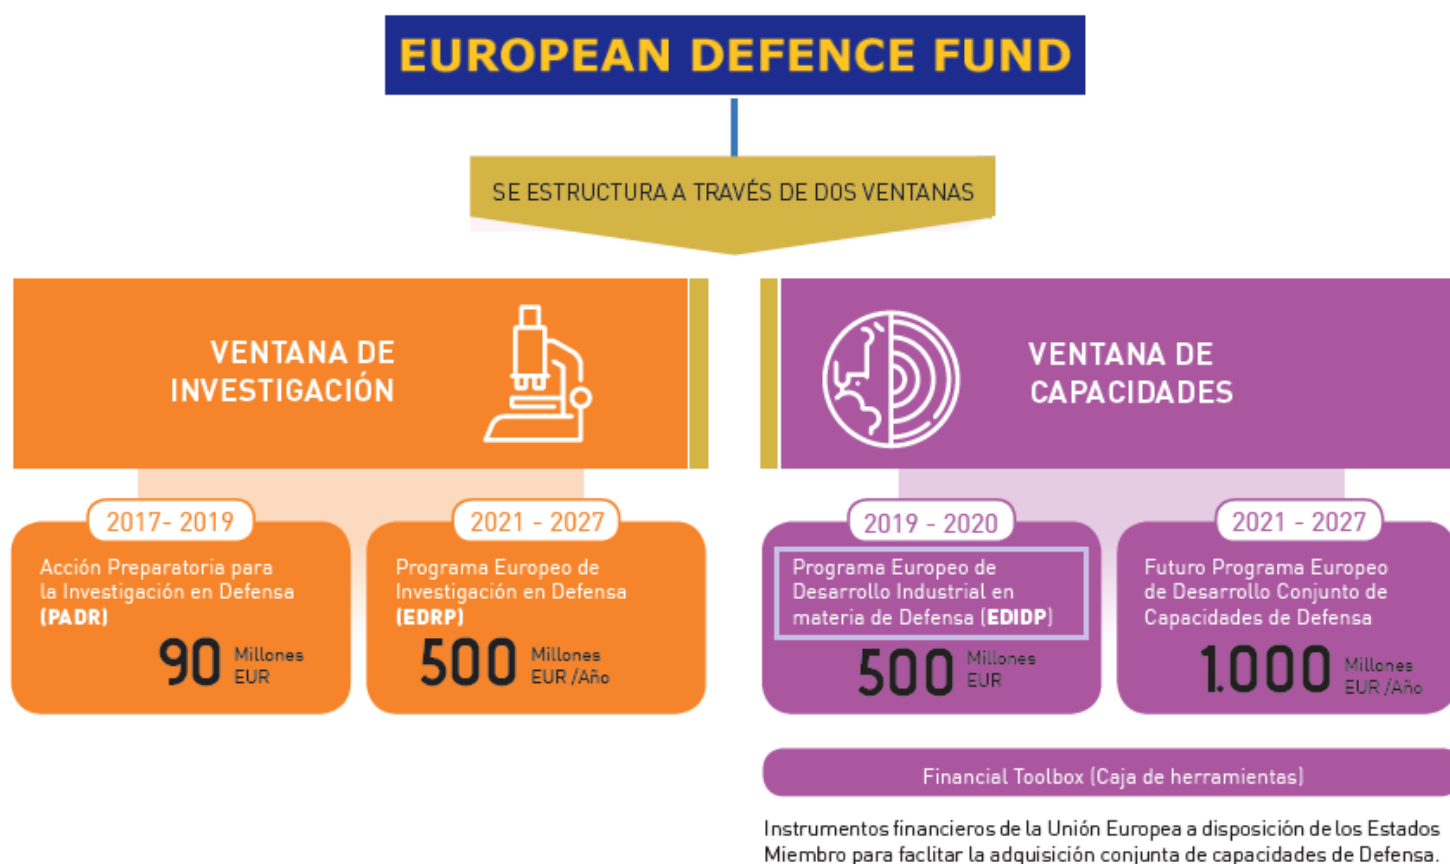 EUROPEAN DEFENCE FUND
SE ESTRUCTURA A TRAVÉS DE DOS VENTANAS
VENTANA DE
INVESTIGACIÓN
2017- 2019
Acción Preparatoria para
la Investigación en Defensa
(PADR)
90 Millones
EUR
2021 - 2027
Programa Europeo de
Investigación en Defensa
(EDRP)
500 Millones
EUR /Año
VENTANA DE
CAPACIDADES
2019 - 2020
Programa Europeo de
Desarrollo Industrial en
materia de Defensa (EDIDP)
500 Millones
EUR
2021 - 2027
Futuro Programa Europeo
de Desarrollo Conjunto de
Capacidades de Defensa
1.000 Millones
EUR /Año
Financial Toolbox (Caja de herramientas)
Instrumentos financieros de la Unión Europea a disposición de los Estados
Miembro para faclitar la adquisición conjunta de capacidades de Defensa